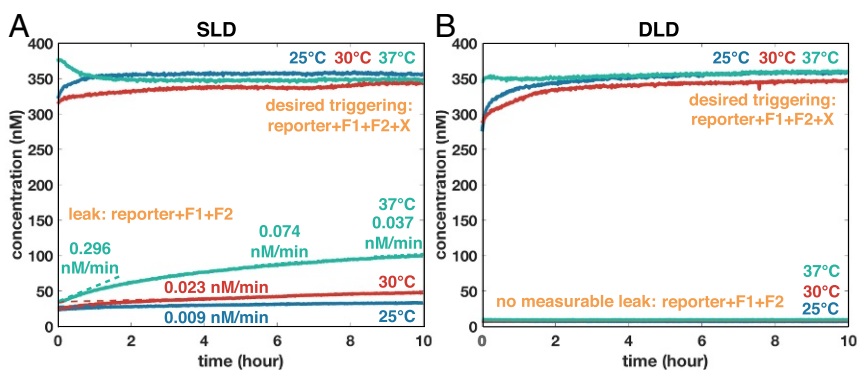 A
SLD
400
350
300
250
200
150
100
50
0
concentration (nM)
25°C 30°C 37°C
desired triggering:
reporter+F1+F2+X
leak: reporter+F1+F2
37°C
0.296
nM/min
0.074
nM/min
0.037
nM/min
0.023 nM/min
30°C
0.009 nM/min
25°C
0 2 4 6 8 10
time (hour)
B
DLD
400
350
300
250
200
150
100
50
0
concentration (nM)
25°C 30°C 37°C
desired triggering:
reporter+F1+F2+X
37°C
no measurable leak: reporter+F1+F2
30°C
25°C
0 2 4 6 8 10
time (hour)